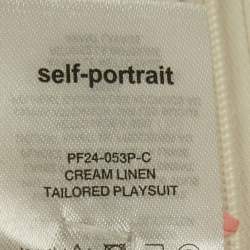 self-portrait
PF24-053P-C
CREAM LINEN
TAILORED PLAYSUIT